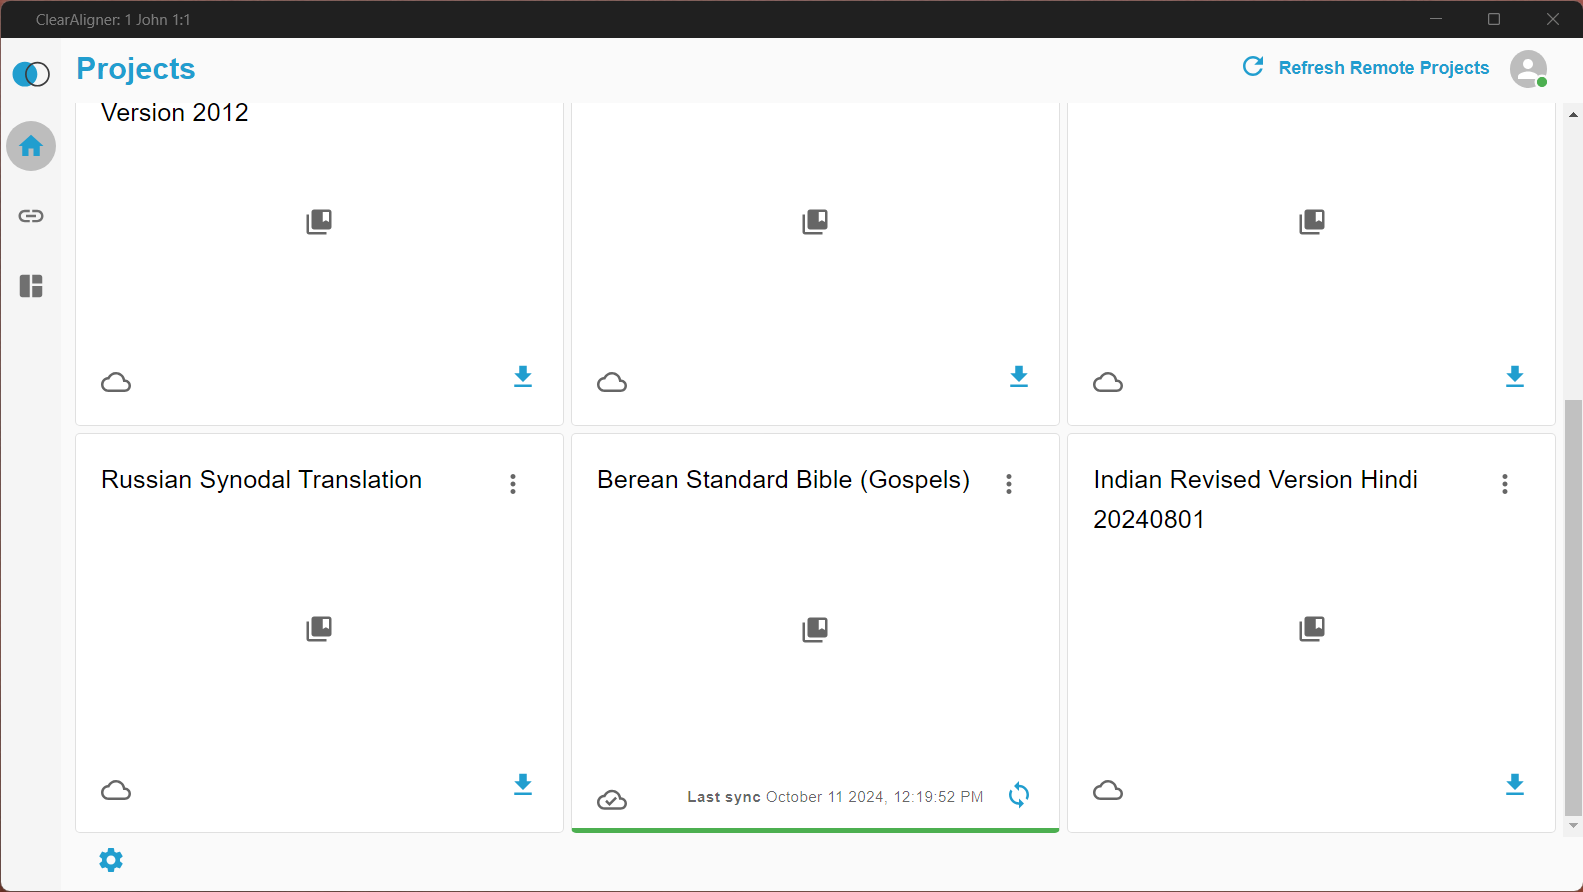 ClearAligner: 1 John 1:1
Projects
Refresh Remote Projects
Version 2012
Russian Synodal Translation
Berean Standard Bible (Gospels)
Indian Revised Version Hindi
20240801
Last sync October 11 2024, 12:19:52 PM